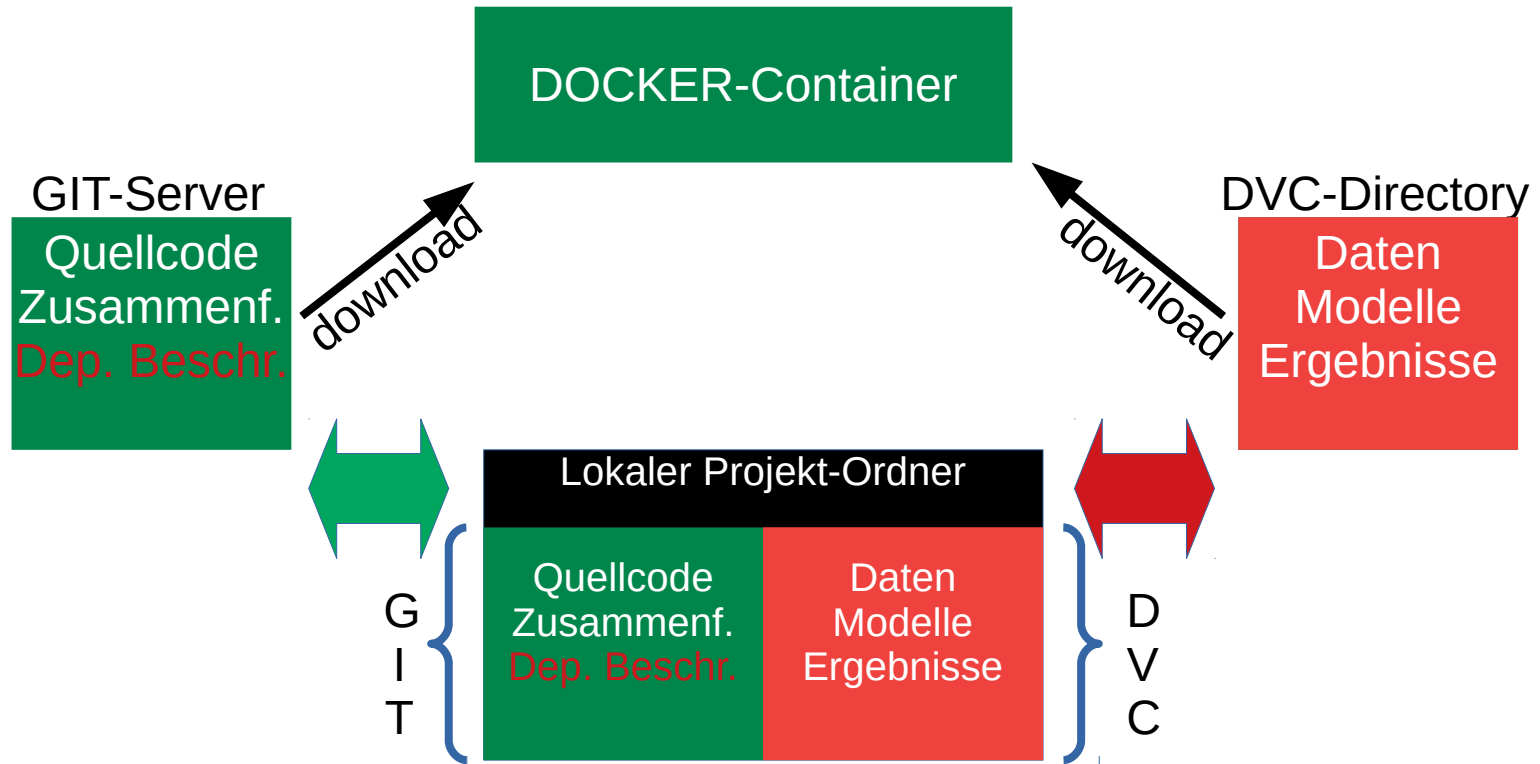 DOCKER-Container
GIT-Server
Quellcode
Zusammenf.
Dep. Beschr.
download
download
DVC-Directory
Daten
Modelle
Ergebnisse
Lokaler Projekt-Ordner
G
I
T
Quellcode
Zusammenf.
Dep. Beschr.
Daten
Modelle
Ergebnisse
D
V
C